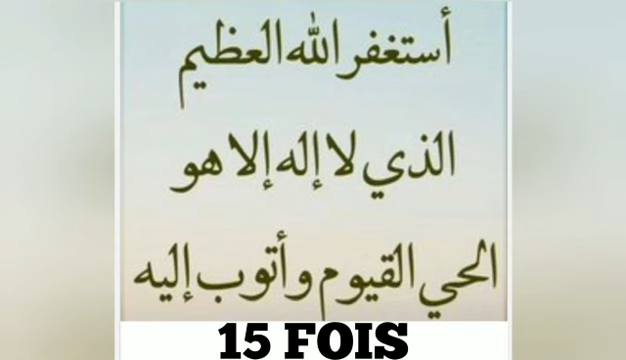 أستغفر الله العظيم
الذي لا إله إلا هو
الحي القيوم وأتوب إليه
15 FOIS